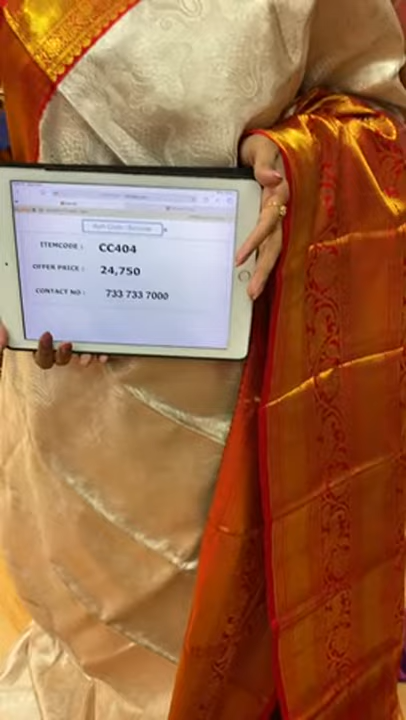 ITEMCODE : CC404
OFFER PRICE : 24,750
CONTACT NO : 733 733 7000